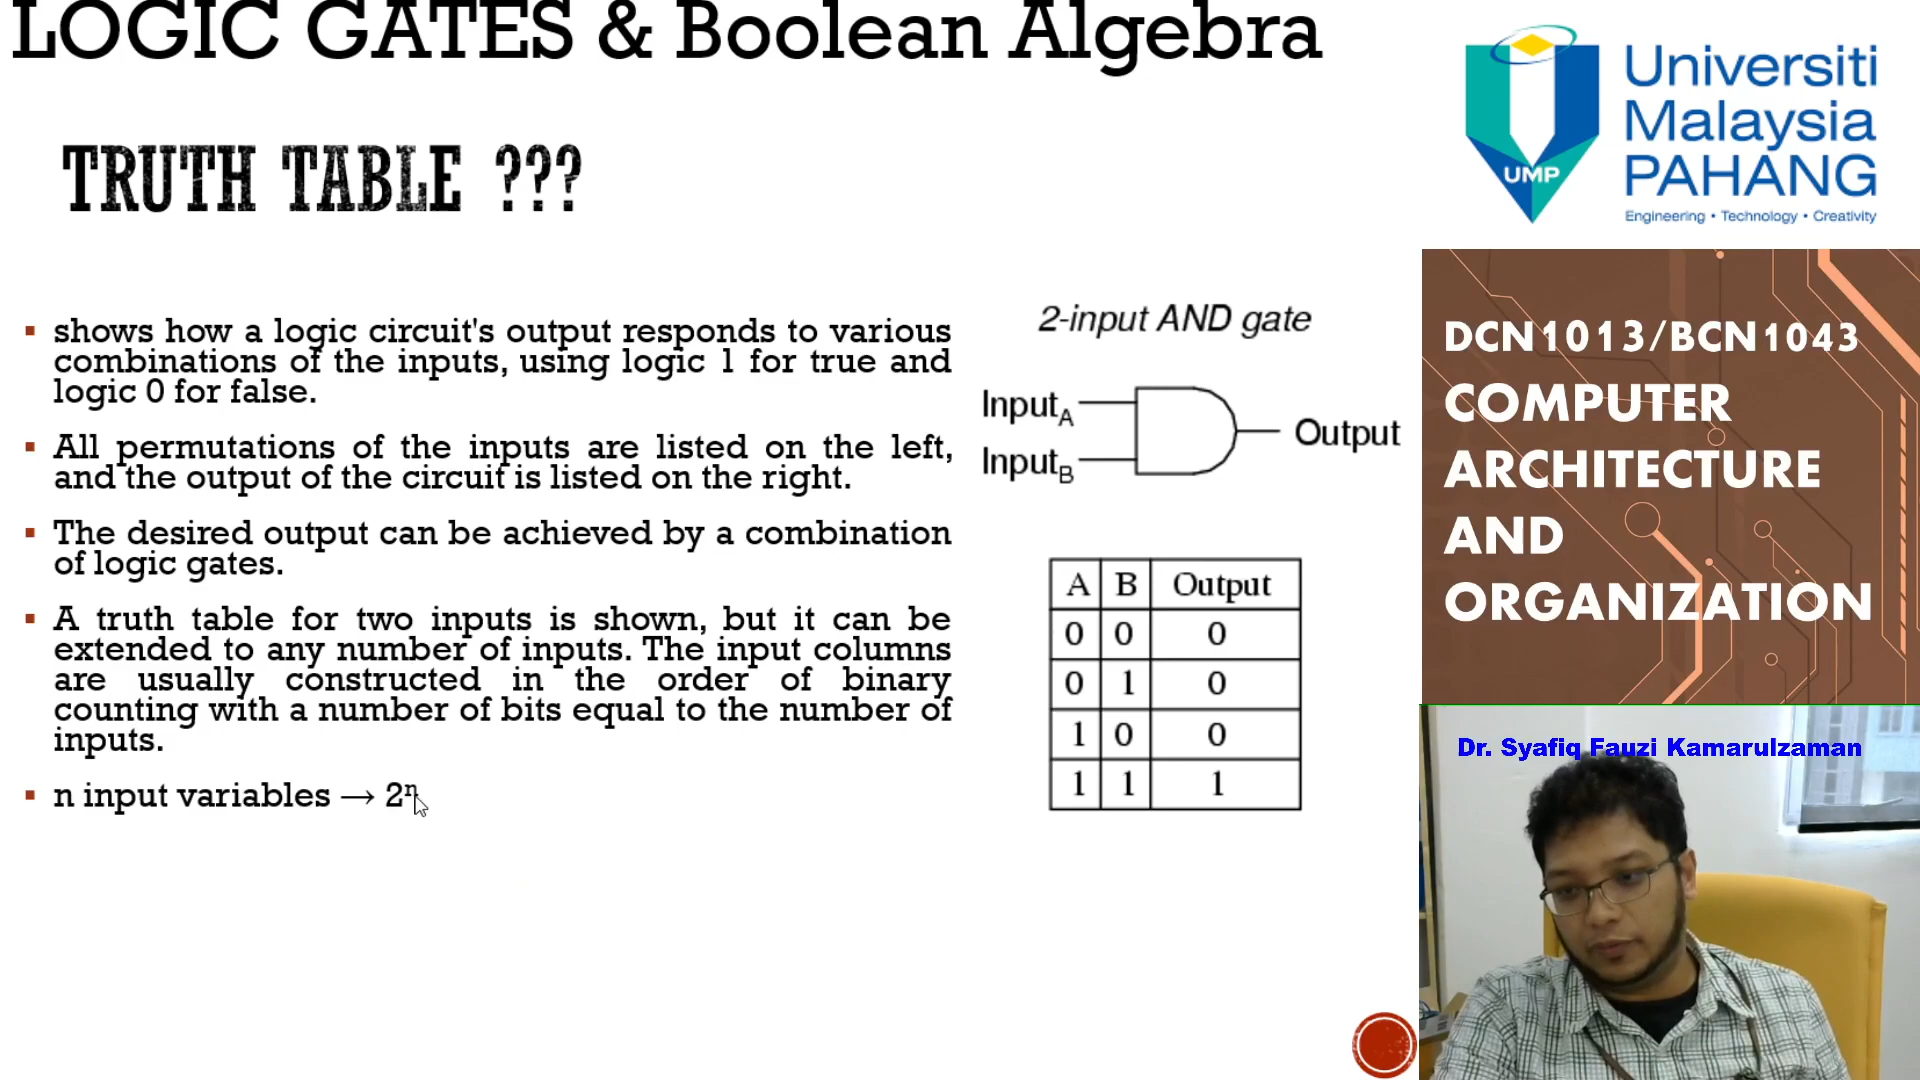 LOGIC GATES & Boolean Algebra
TRUTH TABLE ???
▪ shows how a logic circuit's output responds to various
combinations of the inputs, using logic 1 for true and
logic 0 for false.
▪ All permutations of the inputs are listed on the left,
and the output of the circuit is listed on the right.
▪ The desired output can be achieved by a combination
of logic gates.
▪ A truth table for two inputs is shown, but it can be
extended to any number of inputs. The input columns
are usually constructed in the order of binary
counting with a number of bits equal to the number of
inputs.
▪ n input variables → 2ⁿ
2-input AND gate
Input_A
Input_B
Output
A B Output
0 0 0
0 1 0
1 0 0
1 1 1
UMP
Universiti
Malaysia
PAHANG
Engineering • Technology • Creativity
DCN1013/BCN1043
COMPUTER
ARCHITECTURE
AND
ORGANIZATION
Dr. Syafiq Fauzi Kamarulzaman